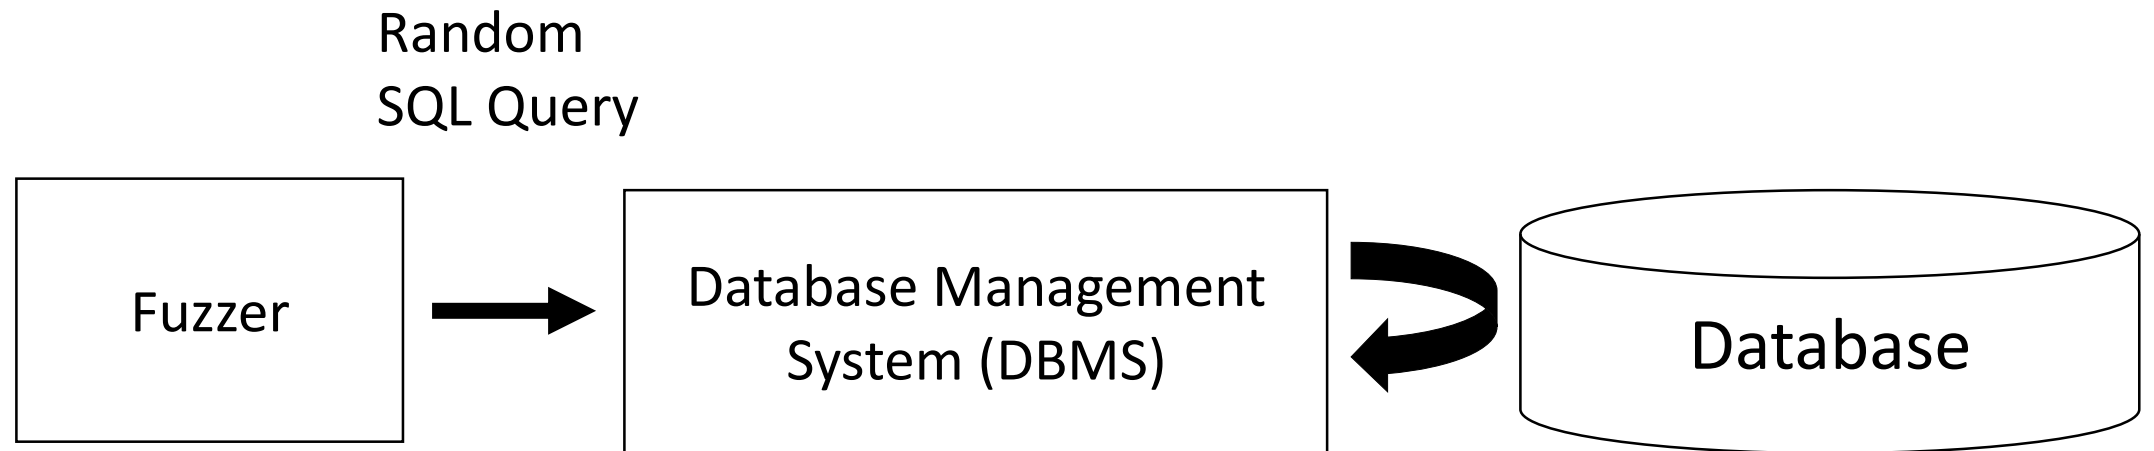 Random
SQL Query
Fuzzer
Database Management
System (DBMS)
Database